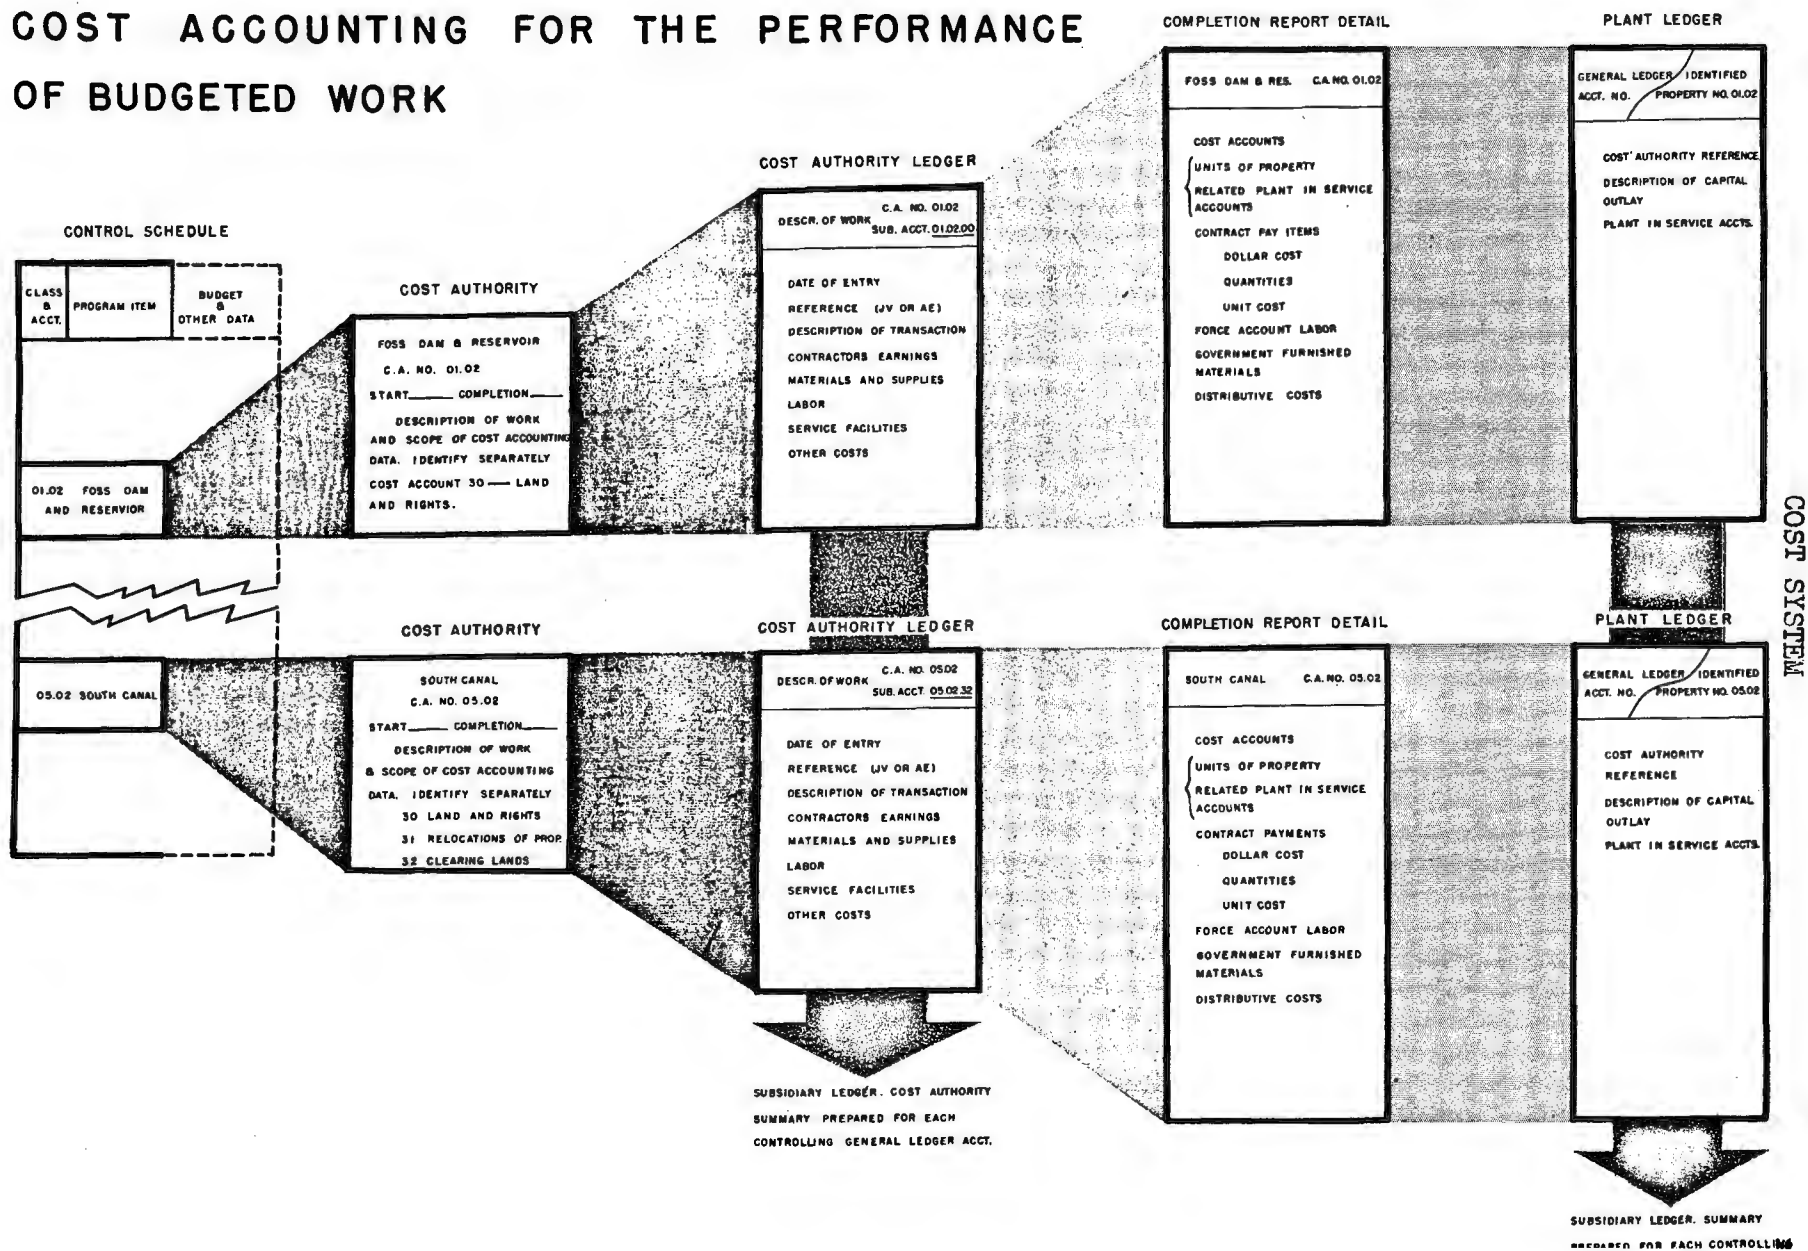 COST ACCOUNTING FOR THE PERFORMANCE
OF BUDGETED WORK
CONTROL SCHEDULE
CLASS
&
ACCT.
PROGRAM ITEM
BUDGET
&
OTHER DATA
01.02 FOSS DAM
AND RESERVIOR
05.02 SOUTH CANAL
COST AUTHORITY
FOSS DAM & RESERVOIR
C.A. NO. 01.02
START____ COMPLETION____
DESCRIPTION OF WORK
AND SCOPE OF COST ACCOUNTING
DATA. IDENTIFY SEPARATELY
COST ACCOUNT 30 — LAND
AND RIGHTS.
COST AUTHORITY
SOUTH CANAL
C.A. NO. 05.02
START____ COMPLETION____
DESCRIPTION OF WORK
& SCOPE OF COST ACCOUNTING
DATA. IDENTIFY SEPARATELY
30 LAND AND RIGHTS
31 RELOCATIONS OF PROP.
32 CLEARING LANDS
COST AUTHORITY LEDGER
C.A. NO. 01.02
DESCR. OF WORK
SUB. ACCT. 01.02.00
DATE OF ENTRY
REFERENCE (JV OR AE)
DESCRIPTION OF TRANSACTION
CONTRACTORS EARNINGS
MATERIALS AND SUPPLIES
LABOR
SERVICE FACILITIES
OTHER COSTS
COST AUTHORITY LEDGER
C.A. NO. 05.02
DESCR. OF WORK
SUB. ACCT. 05.02.32
DATE OF ENTRY
REFERENCE (JV OR AE)
DESCRIPTION OF TRANSACTION
CONTRACTORS EARNINGS
MATERIALS AND SUPPLIES
LABOR
SERVICE FACILITIES
OTHER COSTS
SUBSIDIARY LEDGER. COST AUTHORITY
SUMMARY PREPARED FOR EACH
CONTROLLING GENERAL LEDGER ACCT.
COMPLETION REPORT DETAIL
FOSS DAM & RES. C.A. NO. 01.02
COST ACCOUNTS
UNITS OF PROPERTY
RELATED PLANT IN SERVICE
ACCOUNTS
CONTRACT PAY ITEMS
DOLLAR COST
QUANTITIES
UNIT COST
FORCE ACCOUNT LABOR
GOVERNMENT FURNISHED
MATERIALS
DISTRIBUTIVE COSTS
COMPLETION REPORT DETAIL
SOUTH CANAL C.A. NO. 05.02
COST ACCOUNTS
UNITS OF PROPERTY
RELATED PLANT IN SERVICE
ACCOUNTS
CONTRACT PAYMENTS
DOLLAR COST
QUANTITIES
UNIT COST
FORCE ACCOUNT LABOR
GOVERNMENT FURNISHED
MATERIALS
DISTRIBUTIVE COSTS
PLANT LEDGER
GENERAL LEDGER IDENTIFIED
ACCT. NO. PROPERTY NO. 01.02
COST AUTHORITY REFERENCE
DESCRIPTION OF CAPITAL
OUTLAY
PLANT IN SERVICE ACCTS.
PLANT LEDGER
GENERAL LEDGER IDENTIFIED
ACCT. NO. PROPERTY NO. 05.02
COST AUTHORITY
REFERENCE
DESCRIPTION OF CAPITAL
OUTLAY
PLANT IN SERVICE ACCTS.
SUBSIDIARY LEDGER. SUMMARY
PREPARED FOR EACH CONTROLLING
COST SYSTEM